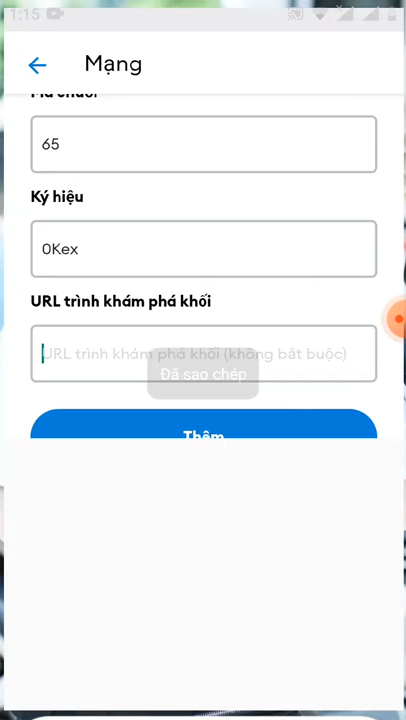 1:15
Mạng
Mã chuỗi
65
Ký hiệu
0Kex
URL trình khám phá khối
URL trình khám phá khối (không bắt buộc)
Đã sao chép
Thêm